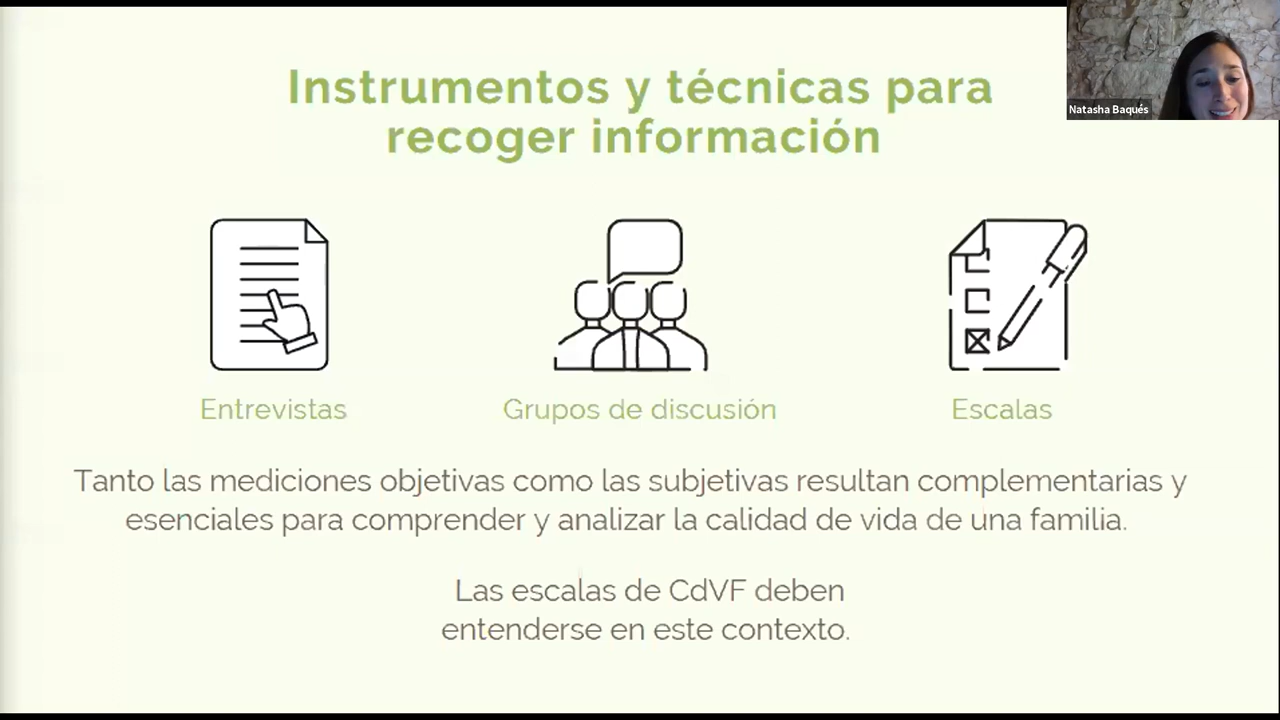 Instrumentos y técnicas para
recoger información
Natasha Baqués
Entrevistas
Grupos de discusión
Escalas
Tanto las mediciones objetivas como las subjetivas resultan complementarias y
esenciales para comprender y analizar la calidad de vida de una familia.
Las escalas de CdVF deben
entenderse en este contexto.